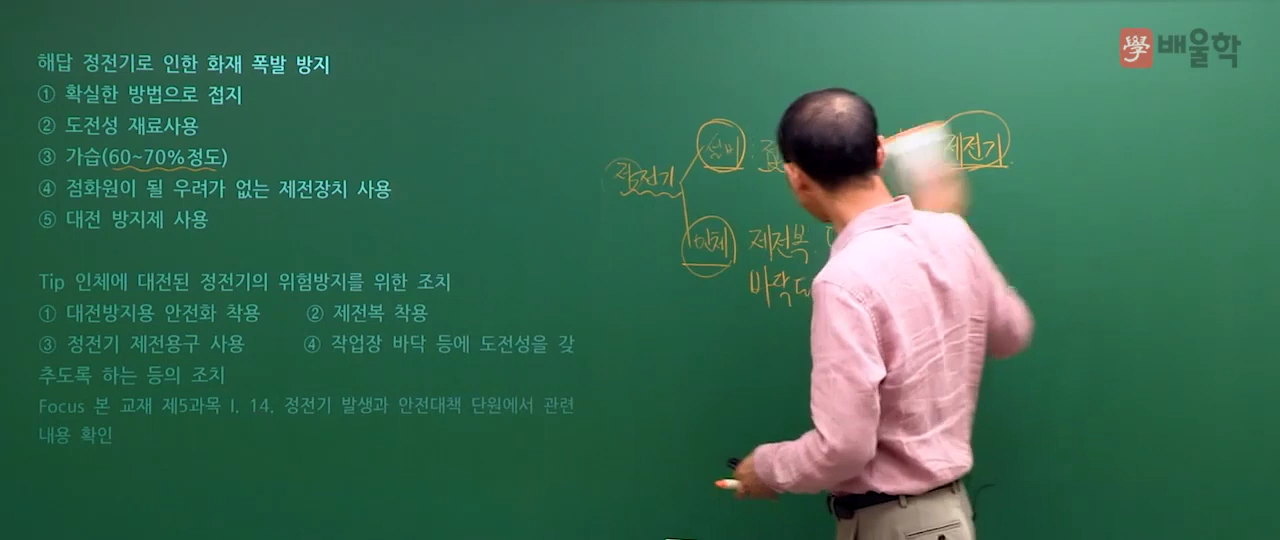 해답 정전기로 인한 화재 폭발 방지
① 확실한 방법으로 접지
② 도전성 재료사용
③ 가습(60~70%정도)
④ 점화원이 될 우려가 없는 제전장치 사용
⑤ 대전 방지제 사용
Tip 인체에 대전된 정전기의 위험방지를 위한 조치
① 대전방지용 안전화 착용 ② 제전복 착용
③ 정전기 제전용구 사용 ④ 작업장 바닥 등에 도전성을 갖
추도록 하는 등의 조치
Focus 본 교재 제5과목 I. 14. 정전기 발생과 안전대책 단원에서 관련
내용 확인
學 배울학
정전기
설비
제전기
인체 제전복
바닥